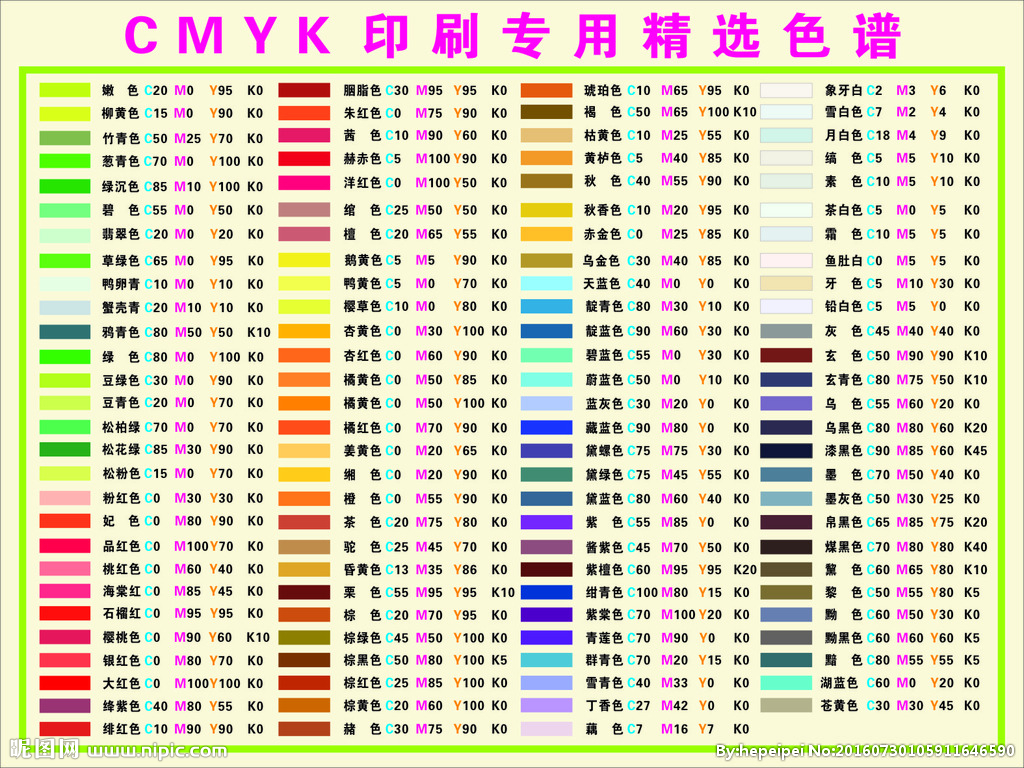 CMYK印刷专用精选色谱
嫩 色 C20 M0 Y95 K0 胭脂色 C30 M95 Y95 K0 琥珀色 C10 M65 Y95 K0 象牙白 C2 M3 Y6 K0
柳黄色 C15 M0 Y90 K0 朱红色 C0 M75 Y90 K0 褐 色 C50 M65 Y100 K10 雪白色 C7 M2 Y4 K0
竹青色 C50 M25 Y70 K0 茜 色 C10 M90 Y60 K0 枯黄色 C10 M25 Y55 K0 月白色 C18 M4 Y9 K0
葱青色 C70 M0 Y100 K0 赫赤色 C5 M100 Y90 K0 黄栌色 C5 M40 Y85 K0 缟 色 C5 M5 Y10 K0
绿沉色 C85 M10 Y100 K0 洋红色 C0 M100 Y50 K0 秋 色 C40 M55 Y90 K0 素 色 C10 M5 Y10 K0
碧 色 C55 M0 Y50 K0 绾 色 C25 M50 Y50 K0 秋香色 C10 M20 Y95 K0 茶白色 C5 M0 Y5 K0
翡翠色 C20 M0 Y20 K0 檀 色 C20 M65 Y55 K0 赤金色 C0 M25 Y85 K0 霜 色 C10 M5 Y5 K0
草绿色 C65 M0 Y95 K0 鹅黄色 C5 M5 Y90 K0 乌金色 C30 M40 Y85 K0 鱼肚白 C0 M5 Y5 K0
鸭卵青 C10 M0 Y10 K0 鸭黄色 C5 M0 Y70 K0 天蓝色 C40 M0 Y0 K0 牙 色 C5 M10 Y30 K0
蟹壳青 C20 M10 Y10 K0 樱草色 C10 M0 Y80 K0 靛青色 C80 M30 Y10 K0 铅白色 C5 M5 Y0 K0
鸦青色 C80 M50 Y50 K10 杏黄色 C0 M30 Y100 K0 靛蓝色 C90 M60 Y30 K0 灰 色 C45 M40 Y40 K0
绿 色 C80 M0 Y100 K0 杏红色 C0 M60 Y90 K0 碧蓝色 C55 M0 Y30 K0 玄 色 C50 M90 Y90 K10
豆绿色 C30 M0 Y90 K0 橘黄色 C0 M50 Y85 K0 蔚蓝色 C50 M0 Y10 K0 玄青色 C80 M75 Y50 K10
豆青色 C20 M0 Y70 K0 橘黄色 C0 M50 Y100 K0 蓝灰色 C30 M20 Y0 K0 乌 色 C55 M60 Y20 K0
松柏绿 C70 M0 Y70 K0 橘红色 C0 M70 Y90 K0 藏蓝色 C90 M80 Y0 K0 乌黑色 C80 M80 Y60 K20
松花绿 C85 M30 Y90 K0 姜黄色 C0 M20 Y65 K0 黛螺色 C75 M75 Y30 K0 漆黑色 C90 M85 Y60 K45
松粉色 C15 M0 Y70 K0 缃 色 C0 M20 Y90 K0 黛绿色 C75 M45 Y55 K0 墨 色 C70 M50 Y40 K0
粉红色 C0 M30 Y30 K0 橙 色 C0 M55 Y90 K0 黛蓝色 C80 M60 Y40 K0 墨灰色 C50 M30 Y25 K0
妃 色 C0 M80 Y90 K0 茶 色 C20 M75 Y80 K0 紫 色 C55 M85 Y0 K0 帛黑色 C65 M85 Y75 K20
品红色 C0 M100 Y70 K0 驼 色 C25 M45 Y70 K0 酱紫色 C45 M70 Y50 K0 煤黑色 C70 M80 Y80 K40
桃红色 C0 M60 Y40 K0 昏黄色 C13 M35 Y86 K0 紫檀色 C60 M95 Y95 K20 黧 色 C60 M65 Y80 K10
海棠红 C0 M85 Y45 K0 栗 色 C55 M95 Y95 K10 绀青色 C100 M80 Y15 K0 黎 色 C50 M55 Y80 K5
石榴红 C0 M95 Y95 K0 棕 色 C20 M70 Y95 K0 紫棠色 C70 M100 Y20 K0 黝 色 C60 M50 Y30 K0
樱桃色 C0 M90 Y60 K10 棕绿色 C45 M50 Y100 K0 青莲色 C70 M90 Y0 K0 黝黑色 C60 M60 Y60 K5
银红色 C0 M80 Y70 K0 棕黑色 C50 M80 Y100 K5 群青色 C70 M20 Y15 K0 黯 色 C80 M55 Y55 K5
大红色 C0 M100 Y100 K0 棕红色 C25 M85 Y100 K0 雪青色 C40 M33 Y0 K0 湖蓝色 C60 M0 Y20 K0
绛紫色 C40 M80 Y55 K0 棕黄色 C20 M60 Y100 K0 丁香色 C27 M42 Y0 K0 苍黄色 C30 M30 Y45 K0
绯红色 C10 M90 Y90 K0 赭 色 C30 M75 Y90 K0 藕 色 C7 M16 Y7 K0
昵图网 www.nipic.com By:hepeipei No:20160730105911646590